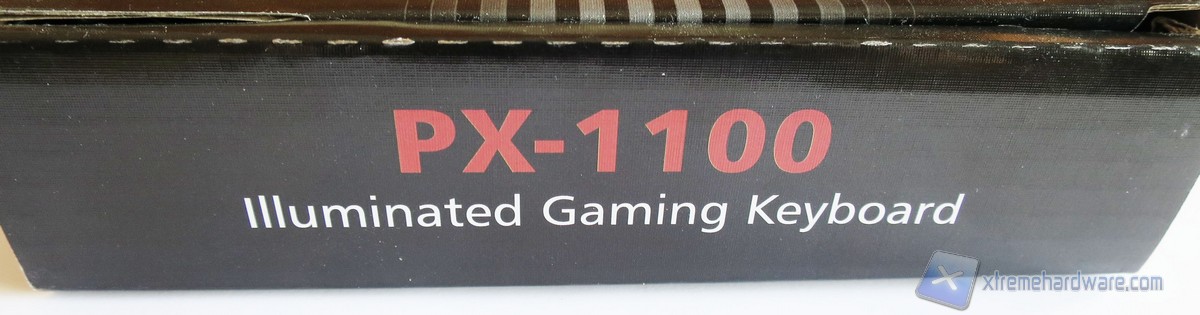 PX-1100
Illuminated Gaming Keyboard
xtremehardware.com